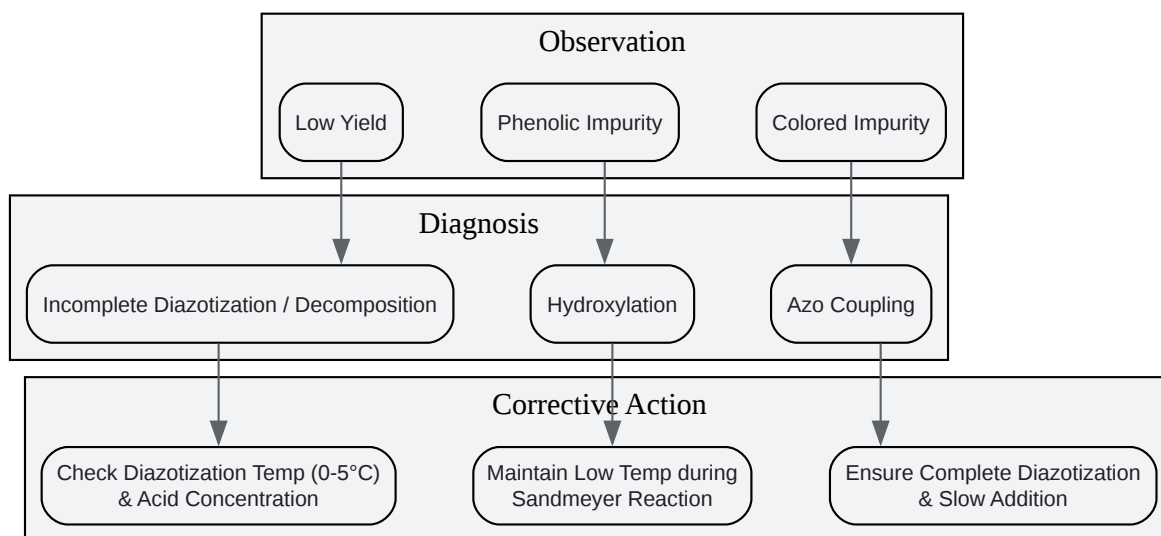 Observation
Low Yield
Phenolic Impurity
Colored Impurity
Diagnosis
Incomplete Diazotization / Decomposition
Hydroxylation
Azo Coupling
Corrective Action
Check Diazotization Temp (0-5°C)
& Acid Concentration
Maintain Low Temp during
Sandmeyer Reaction
Ensure Complete Diazotization
& Slow Addition